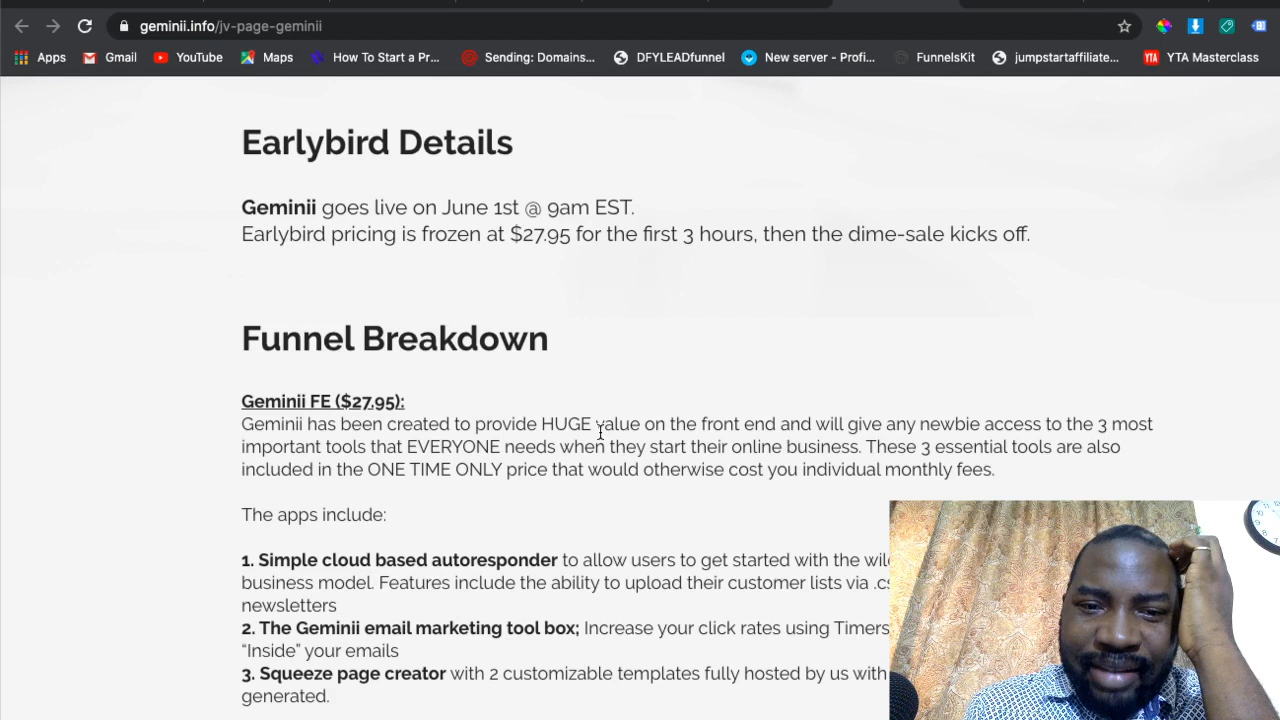 geminii.info/jv-page-geminii
Apps Gmail YouTube Maps How To Start a Pr... Sending: Domains... DFYLEADfunnel New server - Profi... FunnelsKit jumpstartaffiliate... YTA YTA Masterclass
Earlybird Details
Geminii goes live on June 1st @ 9am EST.
Earlybird pricing is frozen at $27.95 for the first 3 hours, then the dime-sale kicks off.
Funnel Breakdown
Geminii FE ($27.95):
Geminii has been created to provide HUGE value on the front end and will give any newbie access to the 3 most
important tools that EVERYONE needs when they start their online business. These 3 essential tools are also
included in the ONE TIME ONLY price that would otherwise cost you individual monthly fees.
The apps include:
1. Simple cloud based autoresponder to allow users to get started with the
business model. Features include the ability to upload their customer lists via
newsletters
2. The Geminii email marketing tool box; Increase your click rates using Timers
“Inside” your emails
3. Squeeze page creator with 2 customizable templates fully hosted by us with
generated.